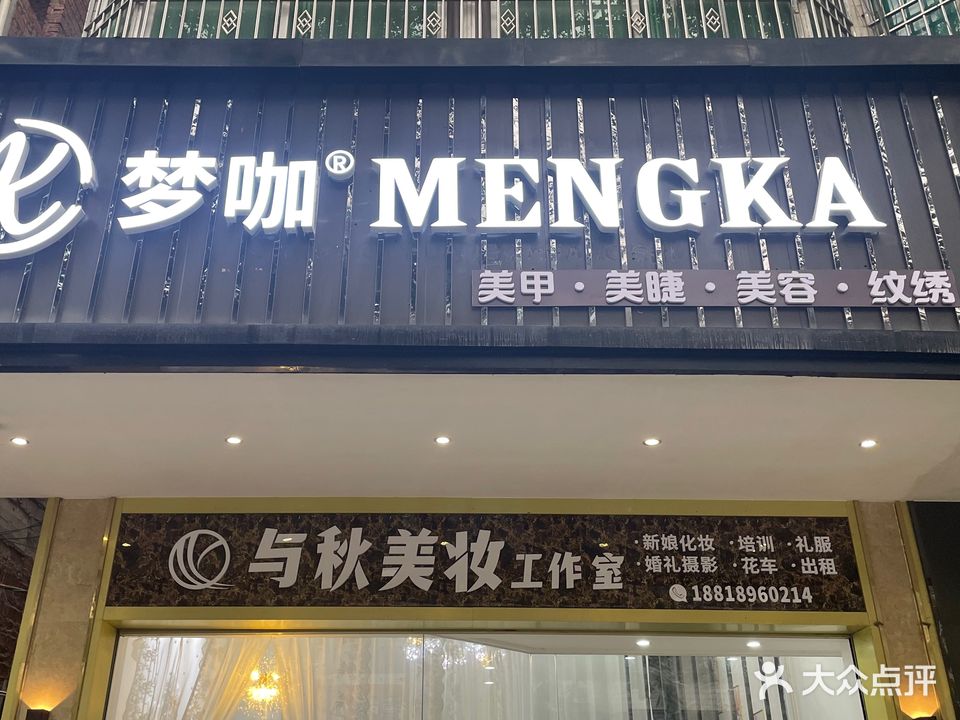 梦咖® MENGKA
美甲·美睫·美容·纹绣
与秋美妆工作室
·新娘化妆 ·培训 ·礼服
·婚礼摄影 ·花车 ·出租
18818960214
大众点评